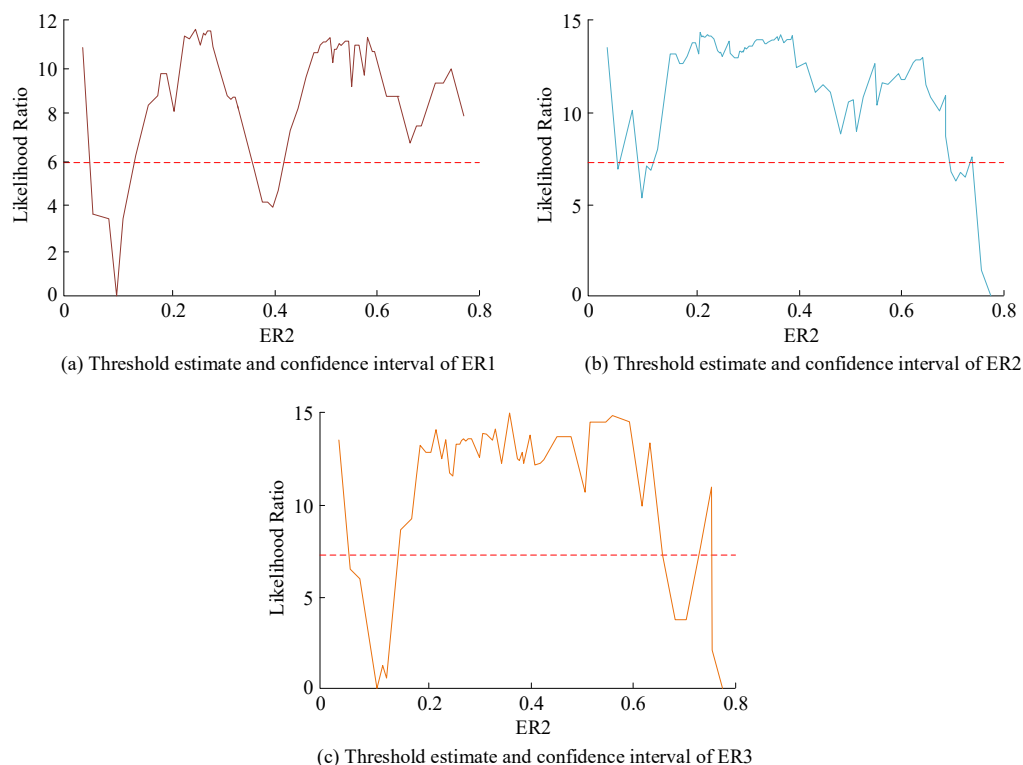 12
10
8
6
4
2
0
Likelihood Ratio
0 0.2 0.4 0.6 0.8
ER2
(a) Threshold estimate and confidence interval of ER1
15
10
5
0
Likelihood Ratio
0 0.2 0.4 0.6 0.8
ER2
(b) Threshold estimate and confidence interval of ER2
15
10
5
0
Likelihood Ratio
0 0.2 0.4 0.6 0.8
ER2
(c) Threshold estimate and confidence interval of ER3